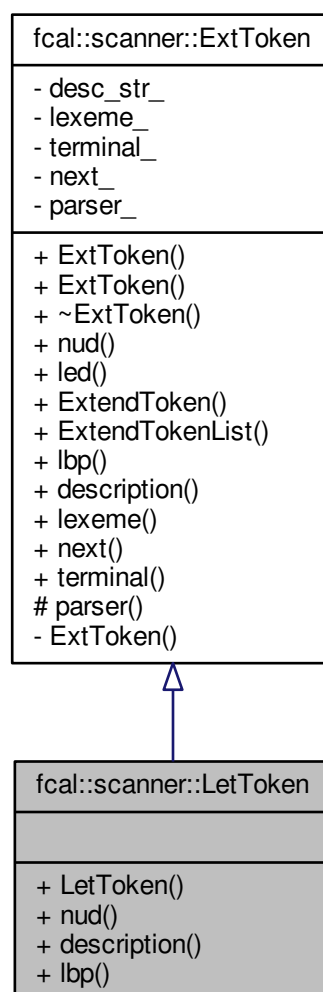 fcal::scanner::ExtToken
- desc_str_
- lexeme_
- terminal_
- next_
- parser_
+ ExtToken()
+ ExtToken()
+ ~ExtToken()
+ nud()
+ led()
+ ExtendToken()
+ ExtendTokenList()
+ lbp()
+ description()
+ lexeme()
+ next()
+ terminal()
# parser()
- ExtToken()
fcal::scanner::LetToken
+ LetToken()
+ nud()
+ description()
+ lbp()